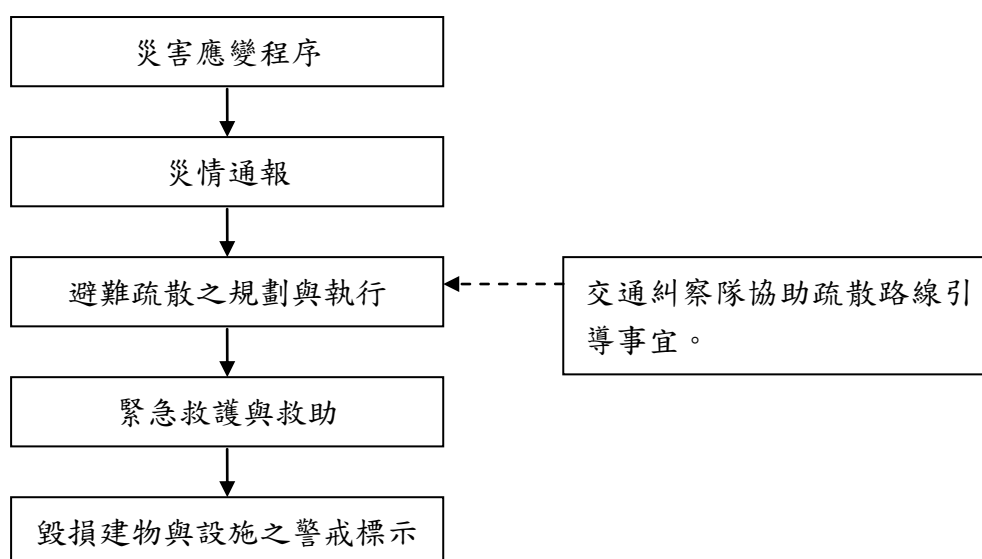 災害應變程序
災情通報
避難疏散之規劃與執行
交通糾察隊協助疏散路線引
導事宜。
緊急救護與救助
毀損建物與設施之警戒標示